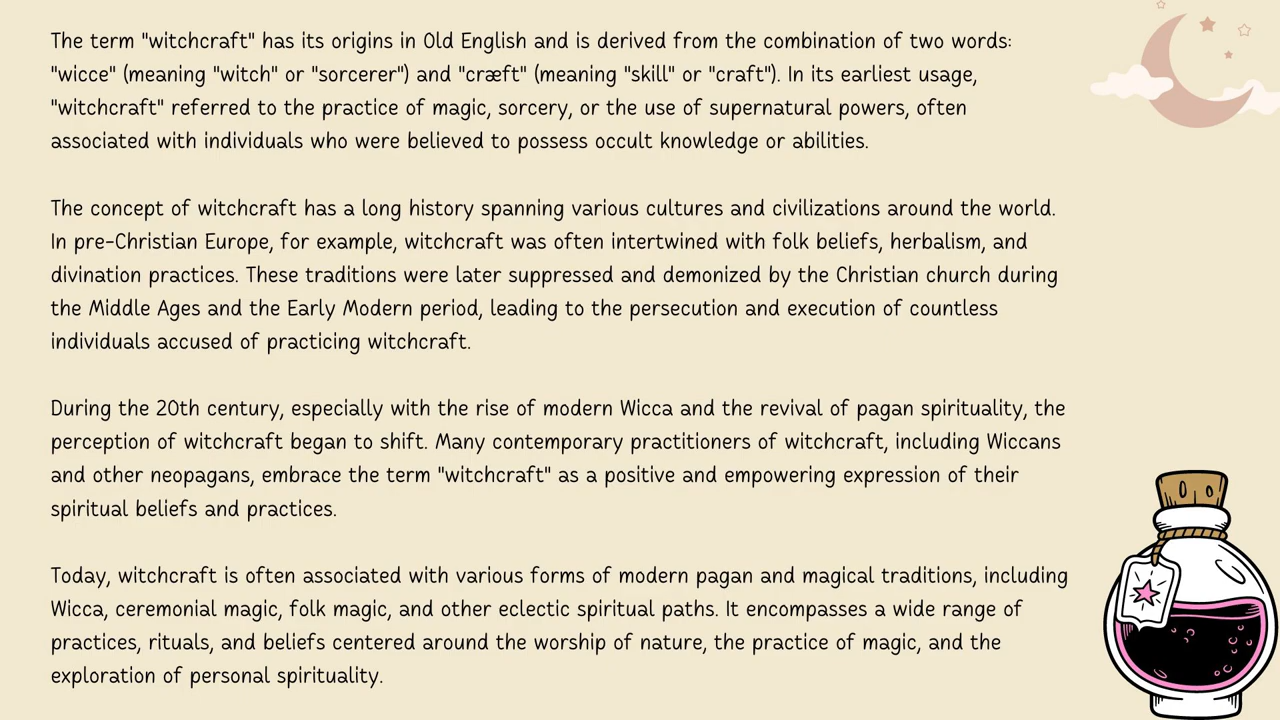 The term "witchcraft" has its origins in Old English and is derived from the combination of two words:
"wicce" (meaning "witch" or "sorcerer") and "cræft" (meaning "skill" or "craft"). In its earliest usage,
"witchcraft" referred to the practice of magic, sorcery, or the use of supernatural powers, often
associated with individuals who were believed to possess occult knowledge or abilities.
The concept of witchcraft has a long history spanning various cultures and civilizations around the world.
In pre-Christian Europe, for example, witchcraft was often intertwined with folk beliefs, herbalism, and
divination practices. These traditions were later suppressed and demonized by the Christian church during
the Middle Ages and the Early Modern period, leading to the persecution and execution of countless
individuals accused of practicing witchcraft.
During the 20th century, especially with the rise of modern Wicca and the revival of pagan spirituality, the
perception of witchcraft began to shift. Many contemporary practitioners of witchcraft, including Wiccans
and other neopagans, embrace the term "witchcraft" as a positive and empowering expression of their
spiritual beliefs and practices.
Today, witchcraft is often associated with various forms of modern pagan and magical traditions, including
Wicca, ceremonial magic, folk magic, and other eclectic spiritual paths. It encompasses a wide range of
practices, rituals, and beliefs centered around the worship of nature, the practice of magic, and the
exploration of personal spirituality.